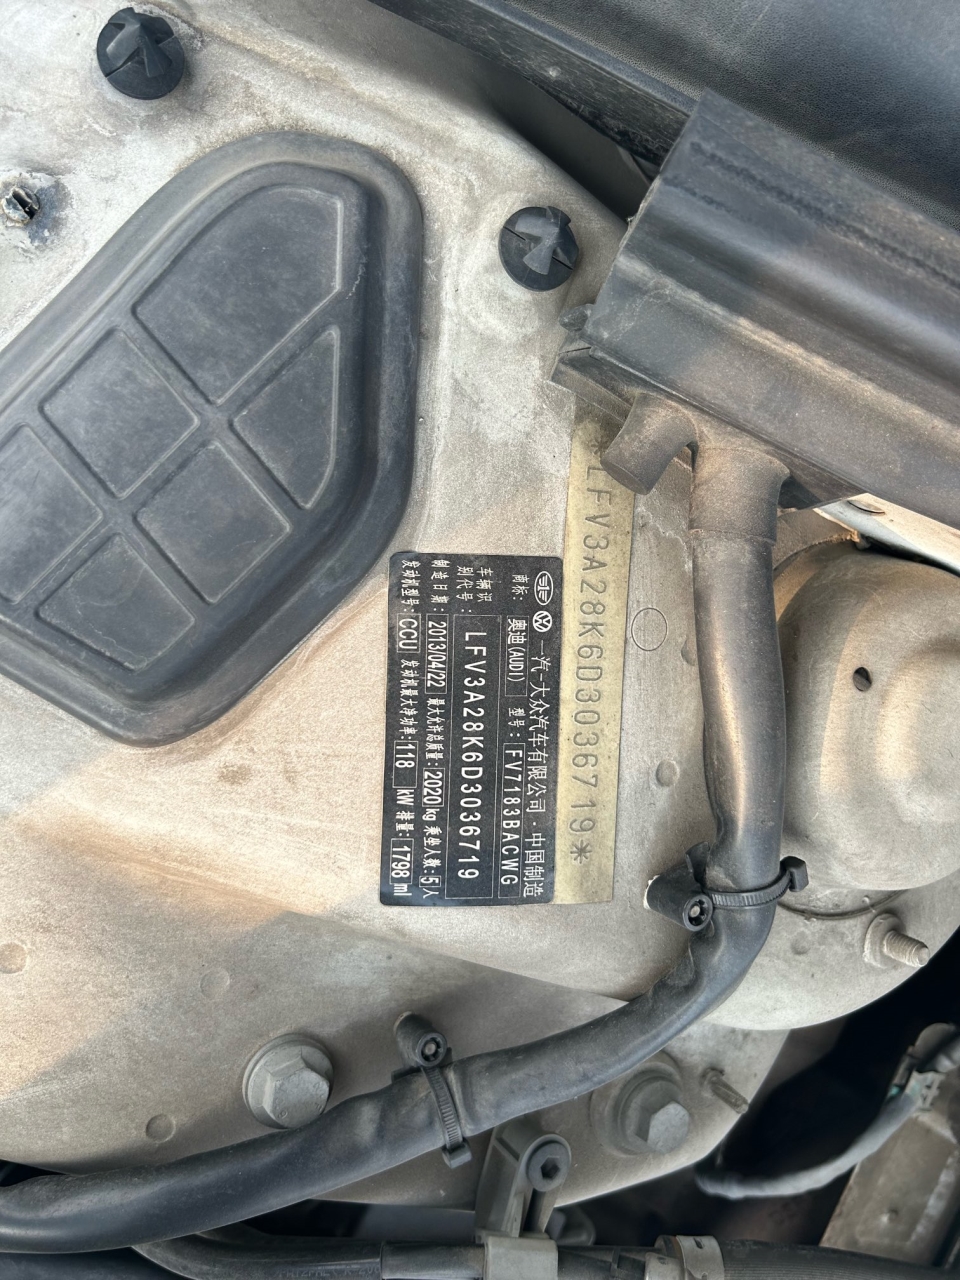 *LFV3A28K6D3036719*
一汽-大众汽车有限公司·中国制造
商标: 奥迪(AUDI) 型号: FV7183BACWG
车辆识别代号: LFV3A28K6D3036719
制造日期: 2013/04/22 最大允许总质量: 2020 kg 乘坐人数: 5 人
发动机型号: CCU 发动机最大净功率: 118 kW 排量: 1798 ml